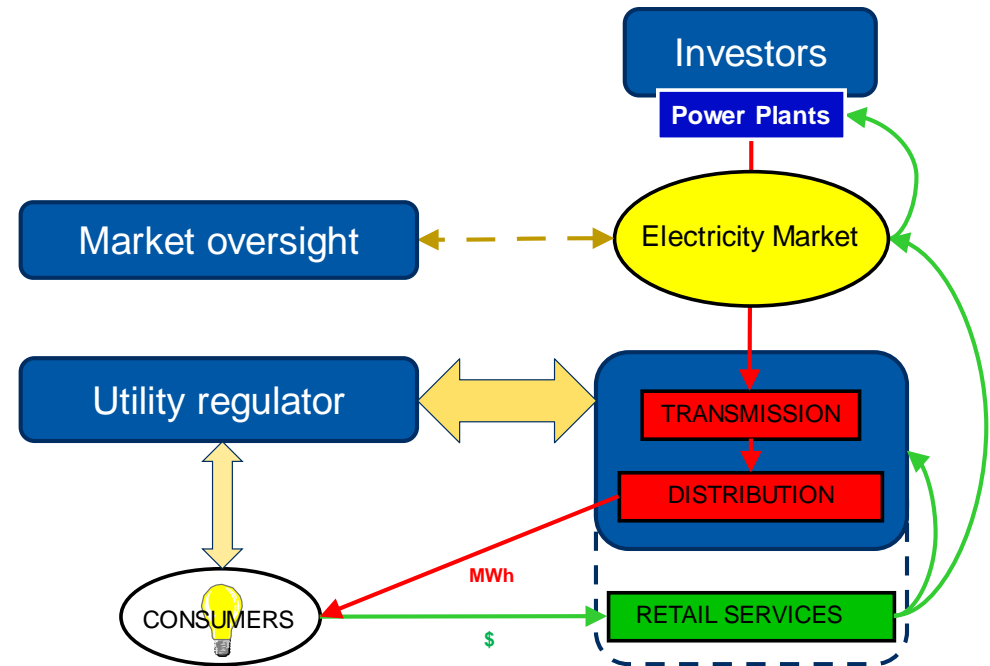 Investors
Power Plants
Electricity Market
Market oversight
Utility regulator
TRANSMISSION
DISTRIBUTION
MWh
CONSUMERS
RETAIL SERVICES
$